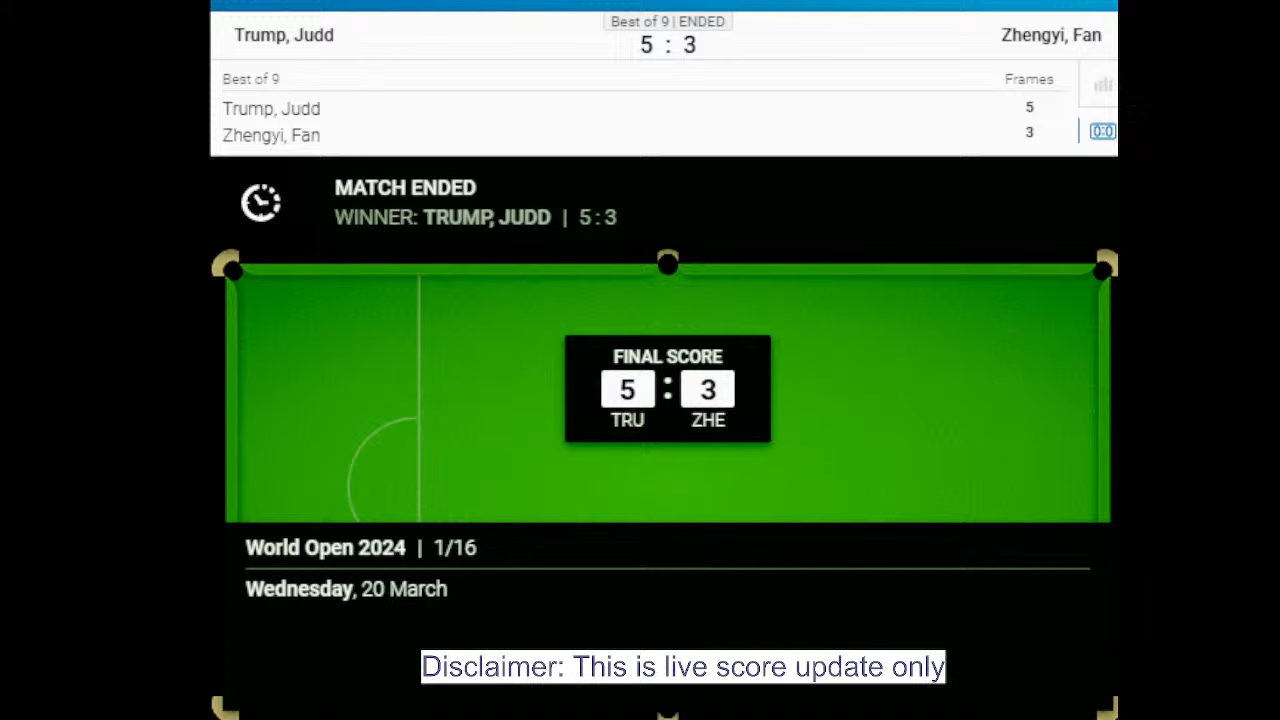 Trump, Judd
Best of 9 | ENDED
5 : 3
Zhengyi, Fan
Best of 9
Frames
Trump, Judd
5
Zhengyi, Fan
3
0:0
MATCH ENDED
WINNER: TRUMP, JUDD | 5 : 3
FINAL SCORE
5 : 3
TRU ZHE
World Open 2024 | 1/16
Wednesday, 20 March
Disclaimer: This is live score update only